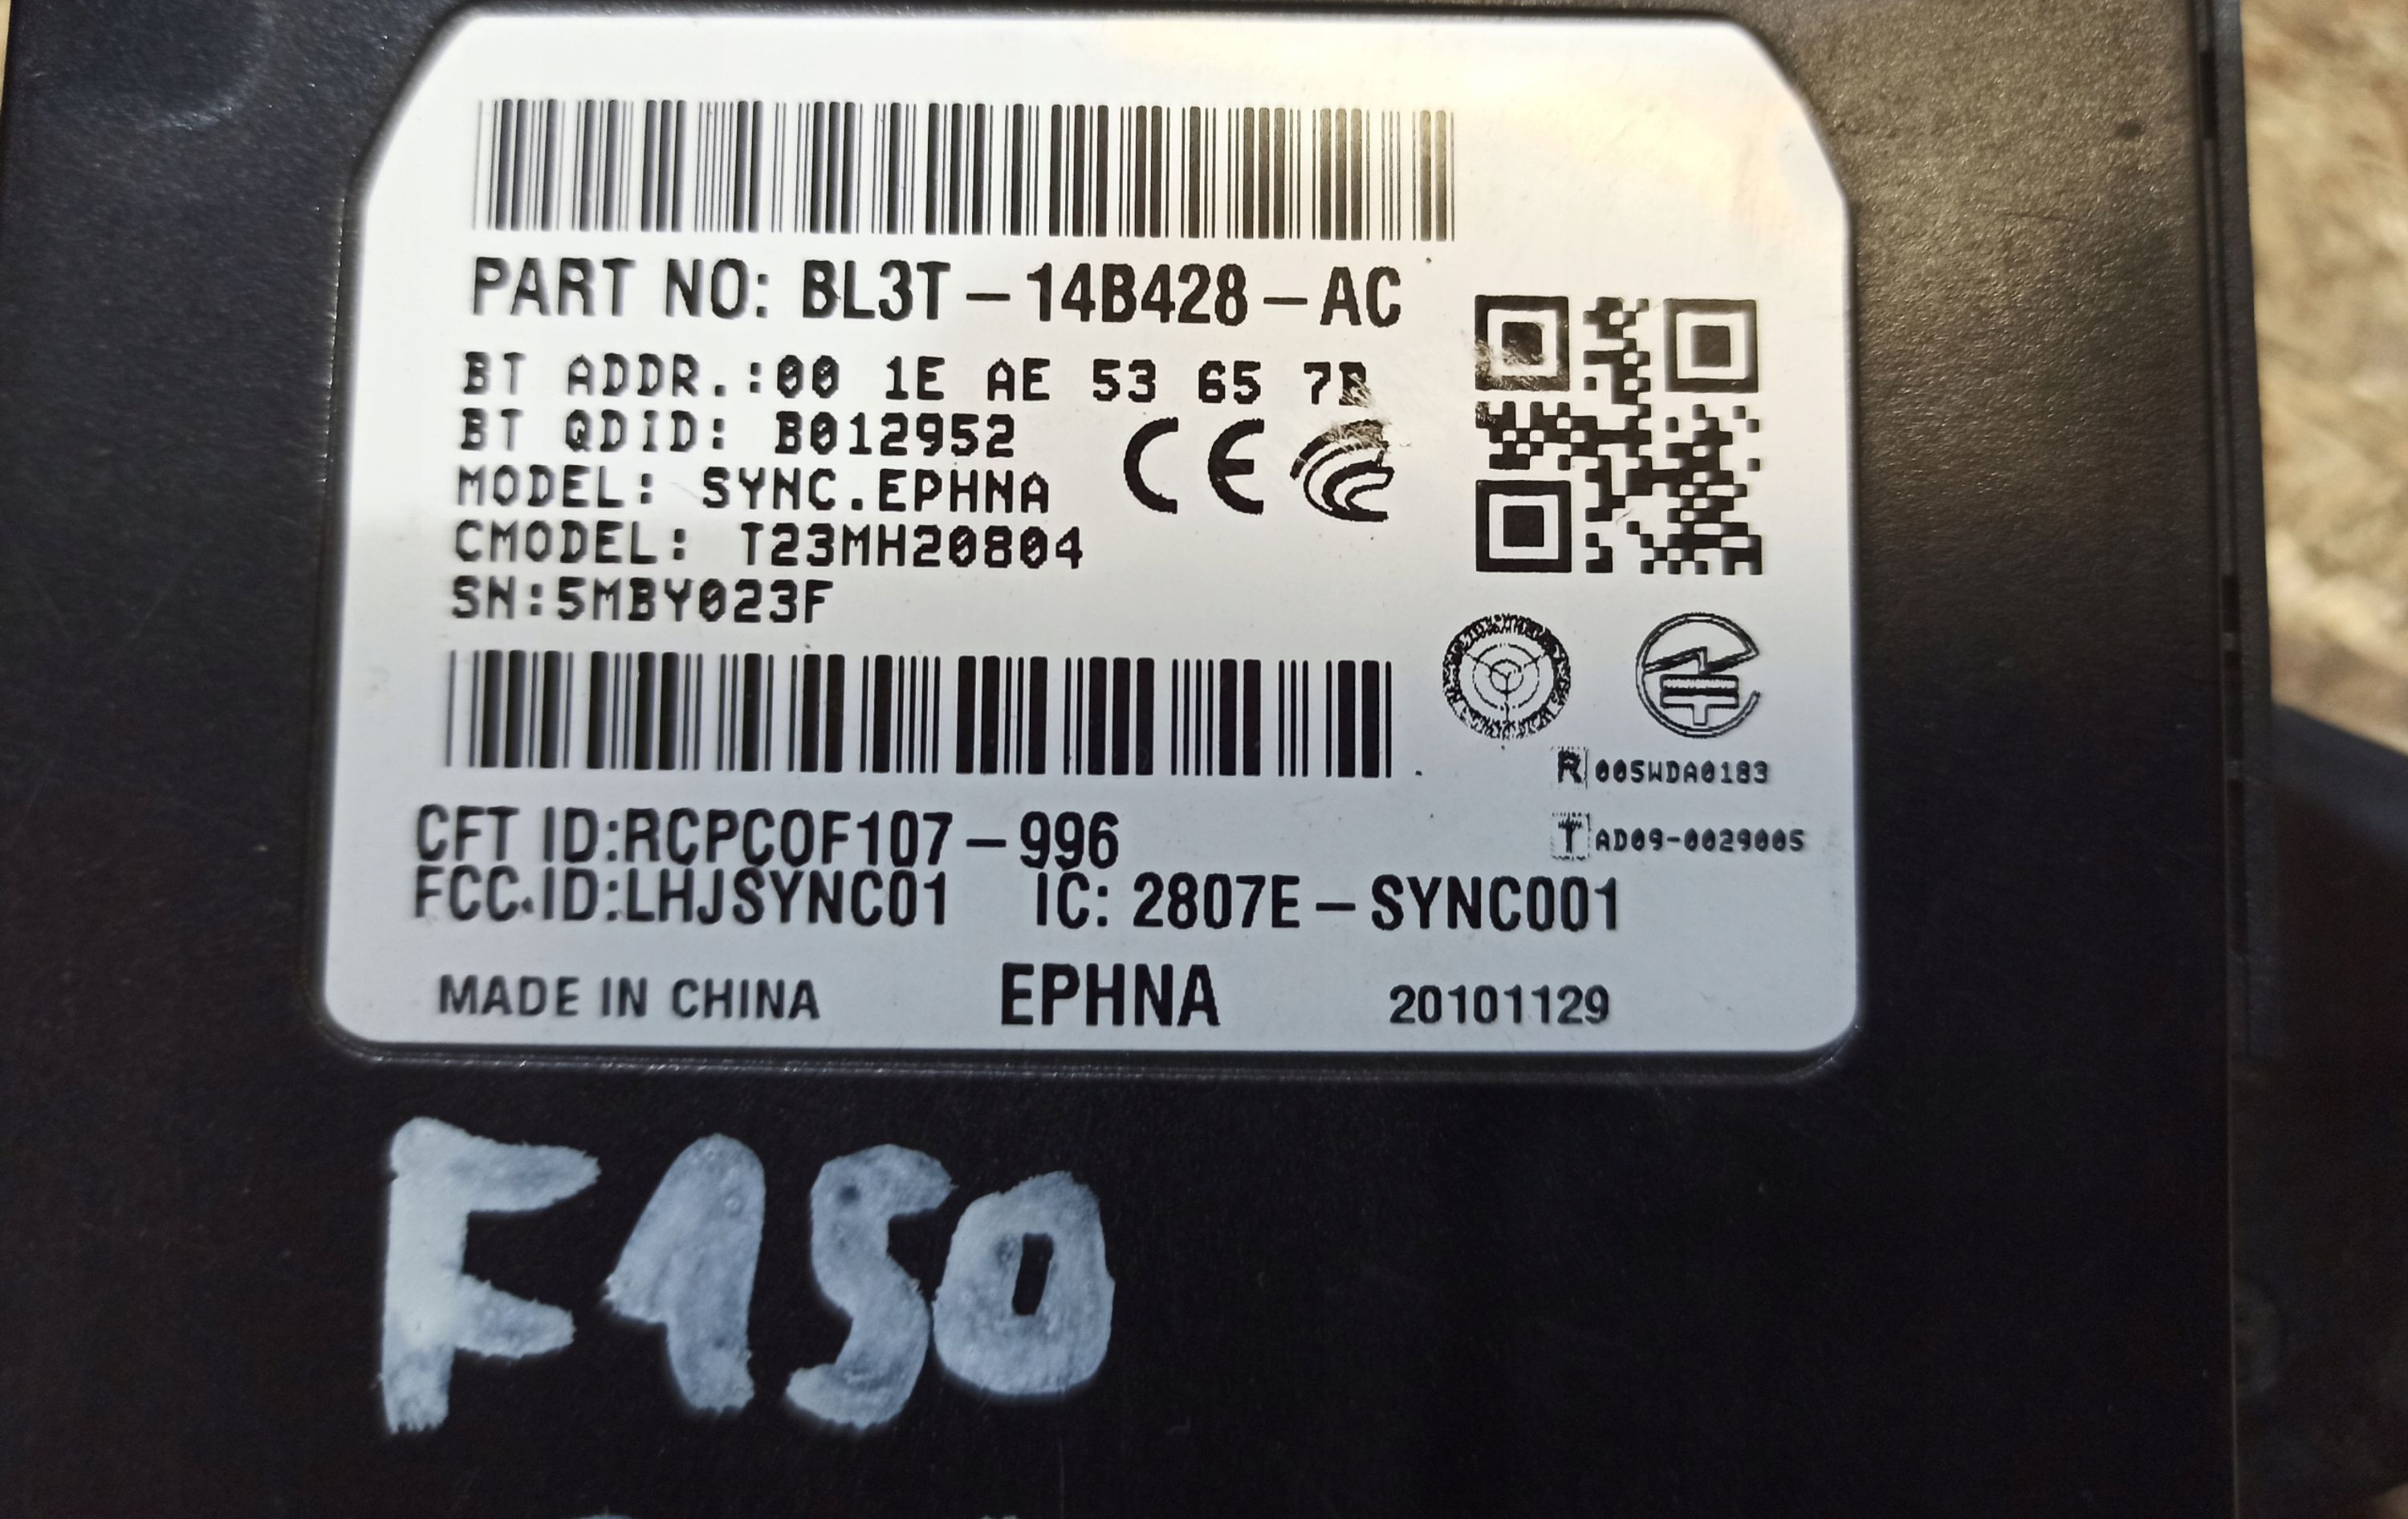 PART NO: BL3T-14B428-AC
BT ADDR.:00 1E AE 53 65
BT QDID: B012952
CE
MODEL: SYNC.EPHNA
CMODEL: T23MH20804
SN:5MBY023F
R 005WDA0183
T AD09-0029005
CFT ID:RCPCOF107-996
FCC ID:LHJSYNC01 IC: 2807E-SYNC001
MADE IN CHINA EPHNA 20101129
F150